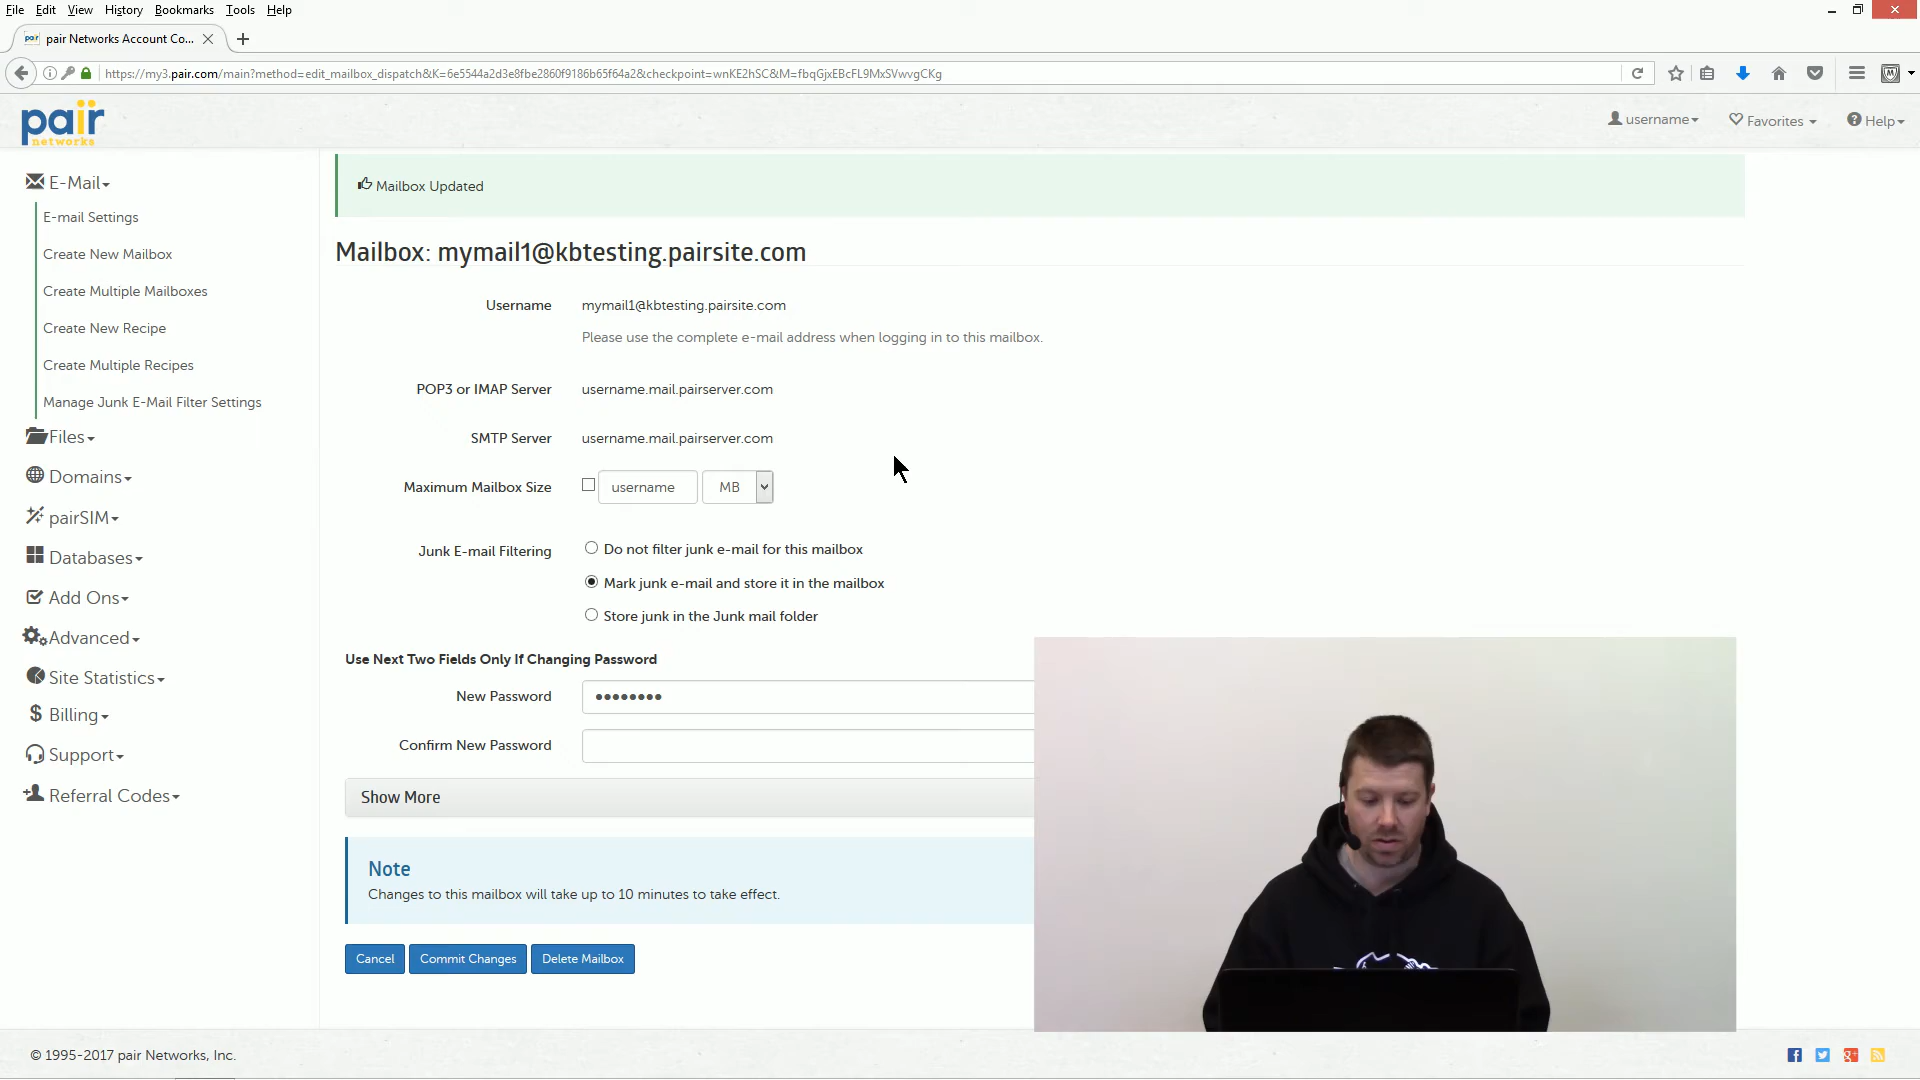 File Edit View History Bookmarks Tools Help
pair pair Networks Account Co...
https://my3.pair.com/main?method=edit_mailbox_dispatch&K=6e5544a2d3e8fbe2860f9186b65f64a2&checkpoint=wnKE2hSC&M=fbqGjxEBcFL9MxSVwvgCKg
pair
networks
username Favorites Help
E-Mail
E-mail Settings
Create New Mailbox
Create Multiple Mailboxes
Create New Recipe
Create Multiple Recipes
Manage Junk E-Mail Filter Settings
Files
Domains
pairSIM
Databases
Add Ons
Advanced
Site Statistics
Billing
Support
Referral Codes
Mailbox Updated
Mailbox: mymail1@kbtesting.pairsite.com
Username mymail1@kbtesting.pairsite.com
Please use the complete e-mail address when logging in to this mailbox.
POP3 or IMAP Server username.mail.pairserver.com
SMTP Server username.mail.pairserver.com
Maximum Mailbox Size username MB
Junk E-mail Filtering Do not filter junk e-mail for this mailbox
Mark junk e-mail and store it in the mailbox
Store junk in the Junk mail folder
Use Next Two Fields Only If Changing Password
New Password ●●●●●●●●
Confirm New Password
Show More
Note
Changes to this mailbox will take up to 10 minutes to take effect.
Cancel Commit Changes Delete Mailbox
© 1995-2017 pair Networks, Inc.